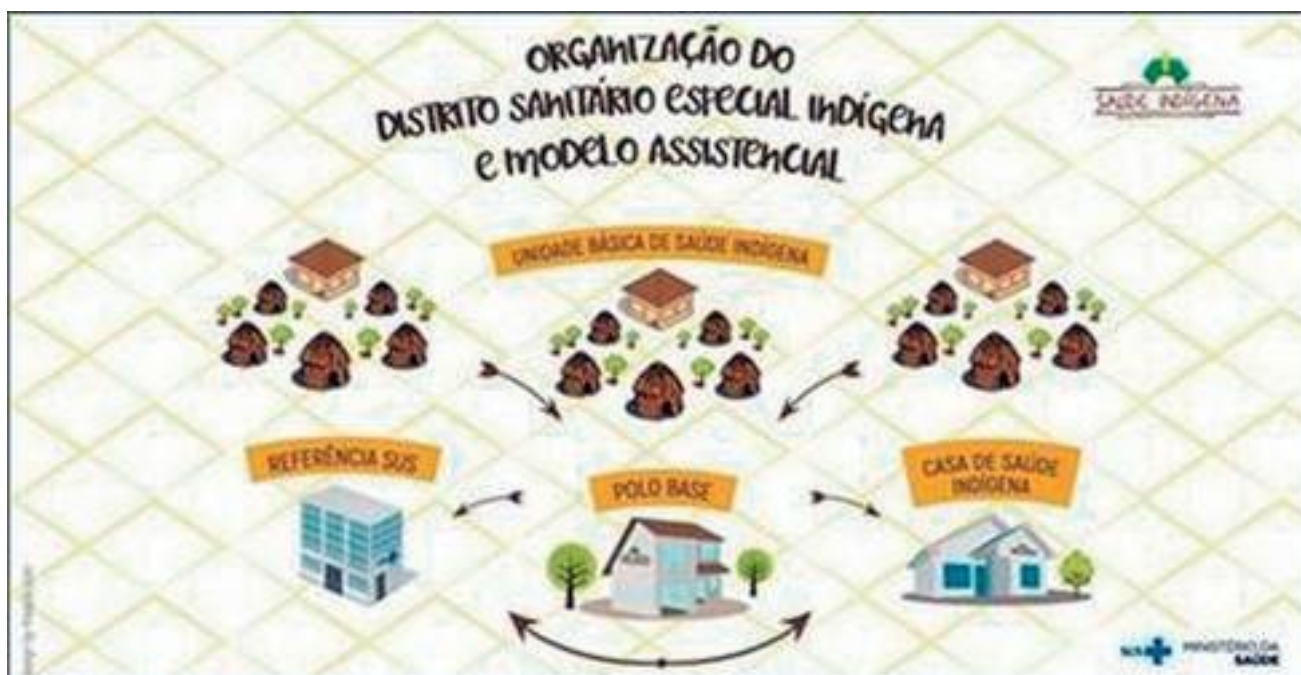 ORGANIZAÇÃO DO
DISTRITO SANITÁRIO ESPECIAL INDÍGENA
E MODELO ASSISTENCIAL
SAÚDE INDÍGENA
UNIDADE BÁSICA DE SAÚDE INDÍGENA
REFERÊNCIA SUS
POLO BASE
CASA DE SAÚDE
INDÍGENA
SUS
MINISTÉRIO DA
SAÚDE